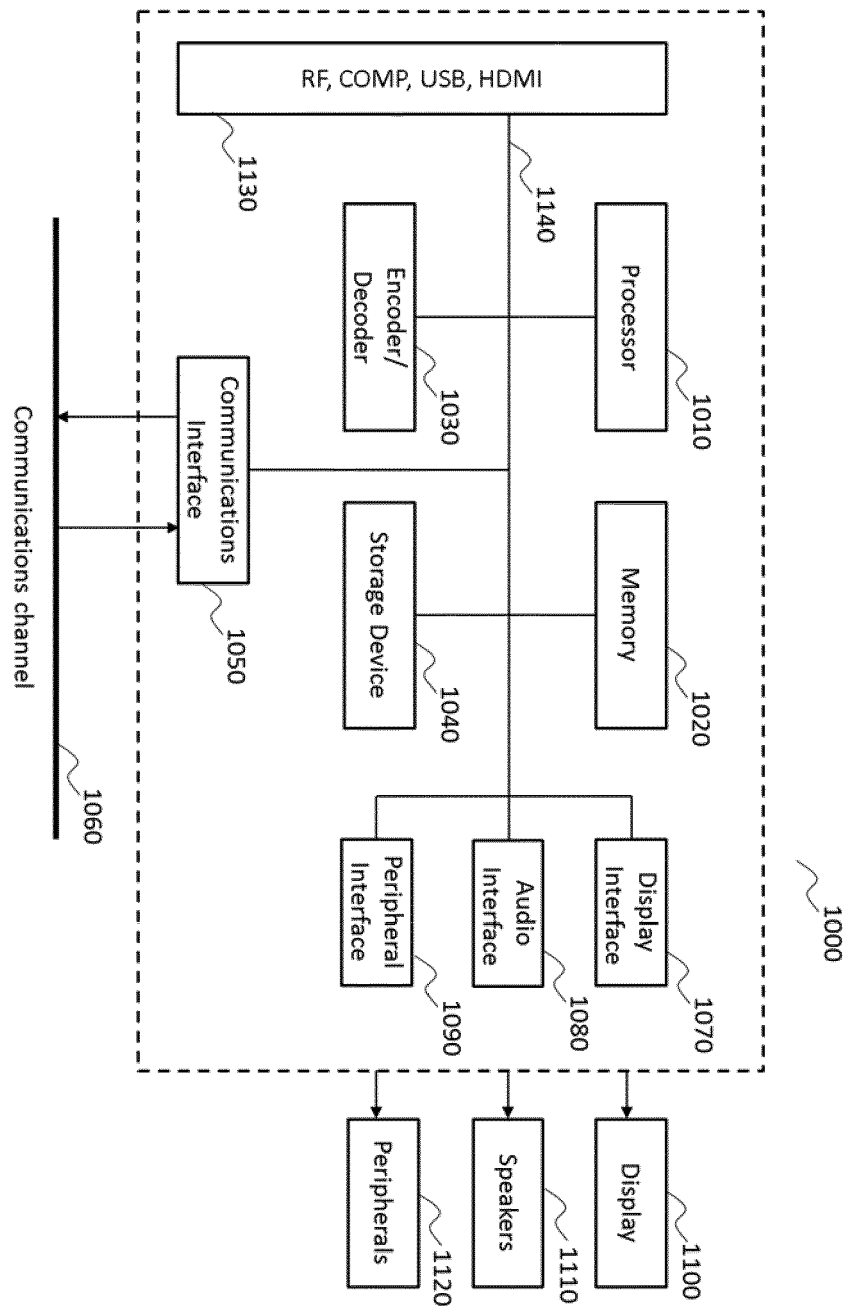 1000
RF, COMP, USB, HDMI
1130
1140
Processor
1010
Memory
1020
Encoder/
Decoder
1030
Storage Device
1040
Communications
Interface
1050
Communications channel
1060
Display
Interface
1070
Audio
Interface
1080
Peripheral
Interface
1090
Display
1100
Speakers
1110
Peripherals
1120